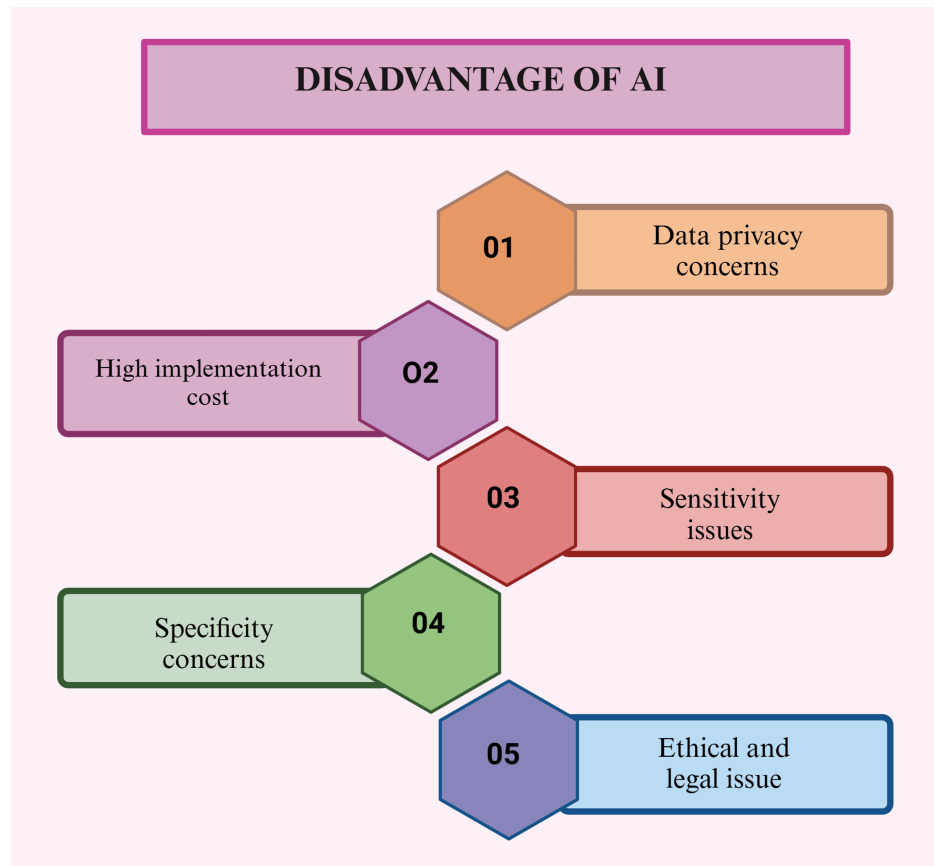 DISADVANTAGE OF AI
01
Data privacy
concerns
High implementation
cost
O2
03
Sensitivity
issues
Specificity
concerns
04
05
Ethical and
legal issue